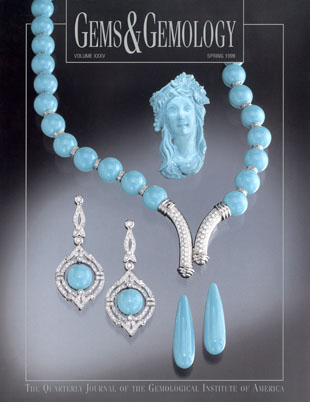 GEMS & GEMOLOGY
VOLUME XXXV SPRING 1999
THE QUARTERLY JOURNAL OF THE GEMOLOGICAL INSTITUTE OF AMERICA